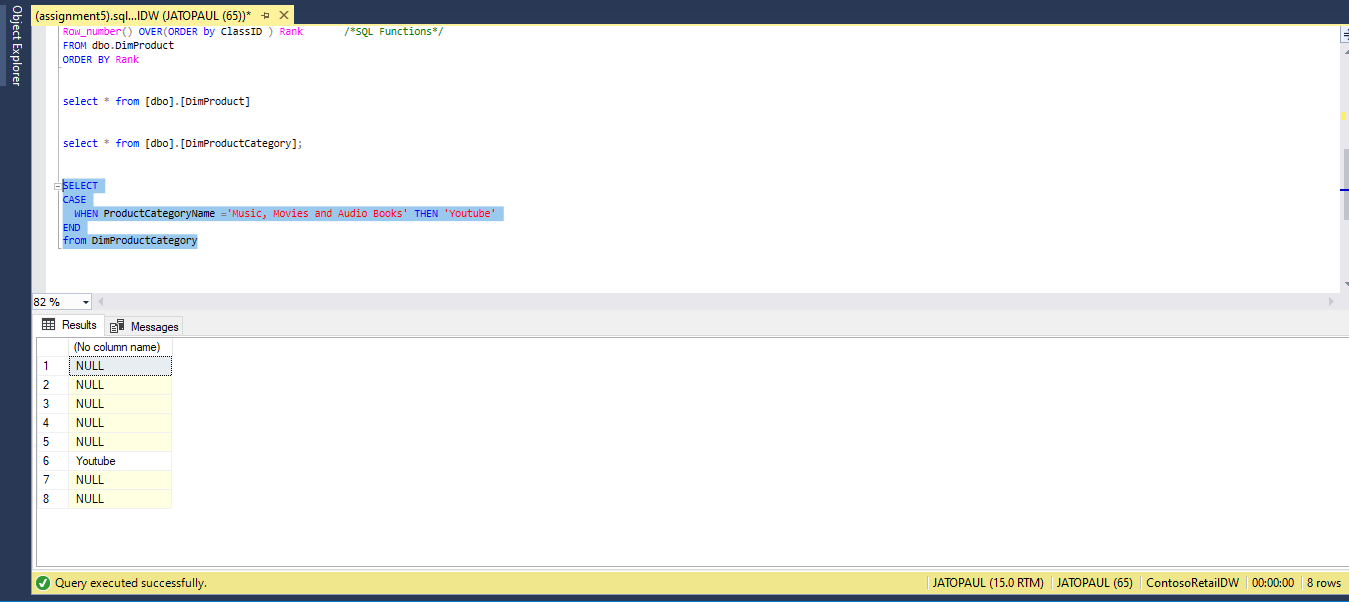 Object Explorer
(assignment5).sql...IDW (JATOPAUL (65))*
Row_number() OVER(ORDER by ClassID ) Rank /*SQL Functions*/
FROM dbo.DimProduct
ORDER BY Rank
select * from [dbo].[DimProduct]
select * from [dbo].[DimProductCategory];
SELECT
CASE
WHEN ProductCategoryName ='Music, Movies and Audio Books' THEN 'Youtube'
END
from DimProductCategory
82 %
Results Messages
(No column name)
1 NULL
2 NULL
3 NULL
4 NULL
5 NULL
6 Youtube
7 NULL
8 NULL
Query executed successfully. JATOPAUL (15.0 RTM) JATOPAUL (65) ContosoRetailDW 00:00:00 8 rows